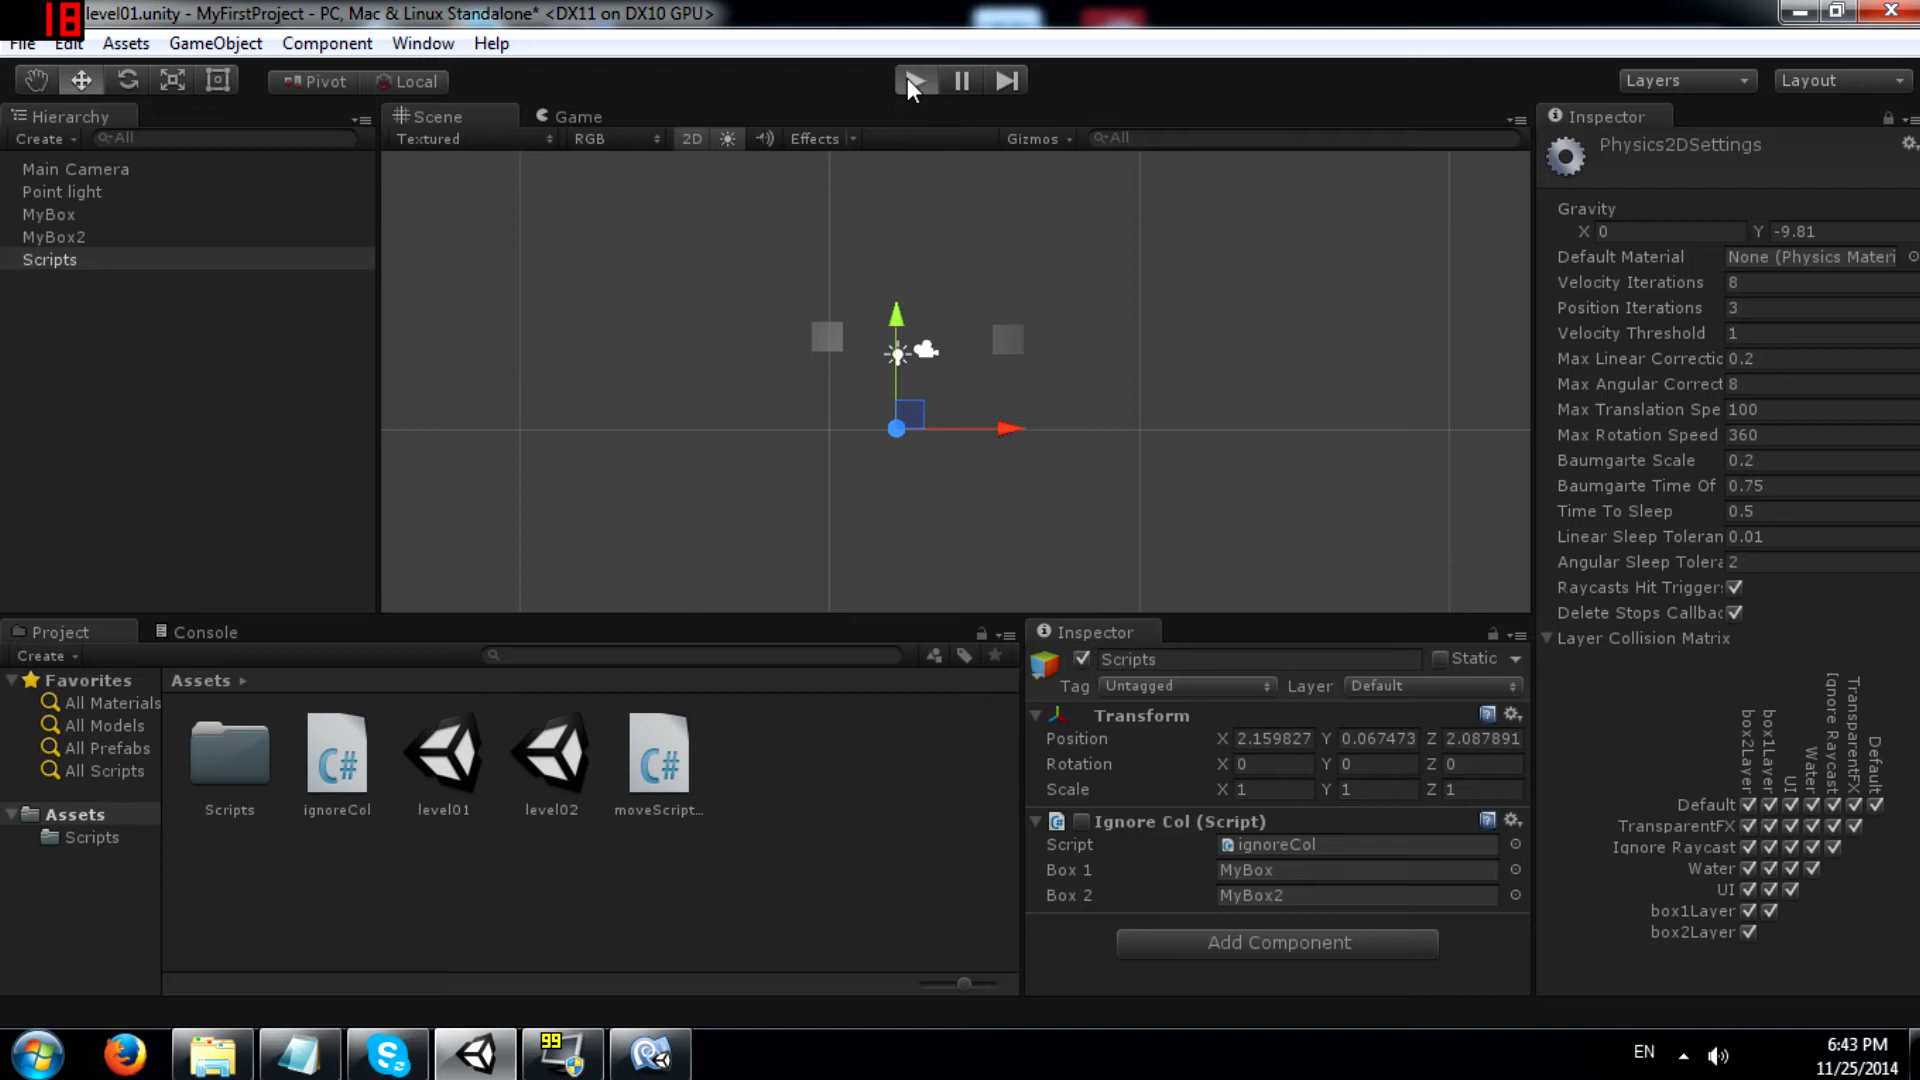 18
level01.unity - MyFirstProject - PC, Mac & Linux Standalone* <DX11 on DX10 GPU>
File Edit Assets GameObject Component Window Help
Pivot Local Layers Layout
Hierarchy
Create All
Main Camera
Point light
MyBox
MyBox2
Scripts
Scene Game
Textured RGB 2D Effects Gizmos All
Inspector
Physics2DSettings
Gravity
X 0 Y -9.81
Default Material None (Physics Materi
Velocity Iterations 8
Position Iterations 3
Velocity Threshold 1
Max Linear Correctic 0.2
Max Angular Correct 8
Max Translation Spe 100
Max Rotation Speed 360
Baumgarte Scale 0.2
Baumgarte Time Of 0.75
Time To Sleep 0.5
Linear Sleep Toleran 0.01
Angular Sleep Tolera 2
Raycasts Hit Trigger
Delete Stops Callbac
Layer Collision Matrix
box2Layer
box1Layer
UI
Water
Ignore Raycast
TransparentFX
Default
Default
TransparentFX
Ignore Raycast
Water
UI
box1Layer
box2Layer
Project Console
Create
Favorites
All Materials
All Models
All Prefabs
All Scripts
Assets
Scripts
Assets
Scripts ignoreCol level01 level02 moveScript...
Inspector
Scripts Static
Tag Untagged Layer Default
Transform
Position X 2.159827 Y 0.067473 Z 2.087891
Rotation X 0 Y 0 Z 0
Scale X 1 Y 1 Z 1
Ignore Col (Script)
Script ignoreCol
Box 1 MyBox
Box 2 MyBox2
Add Component
99
EN
6:43 PM
11/25/2014